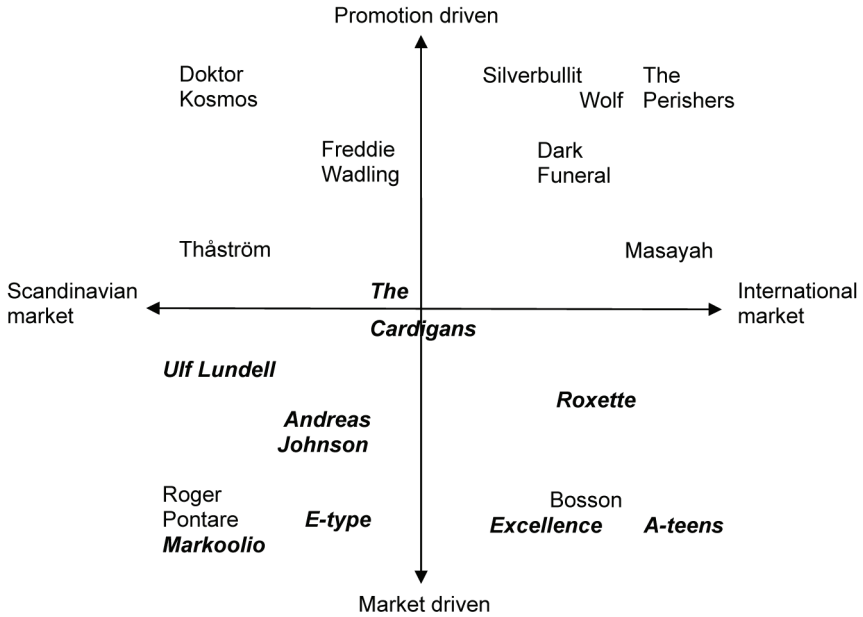 Promotion driven
Doktor
Kosmos
Silverbullit
Wolf
The
Perishers
Freddie
Wadling
Dark
Funeral
Thåström
Masayah
Scandinavian
market
The
Cardigans
International
market
Ulf Lundell
Andreas
Johnson
Roxette
Roger
Pontare
Markoolio
E-type
Bosson
Excellence
A-teens
Market driven